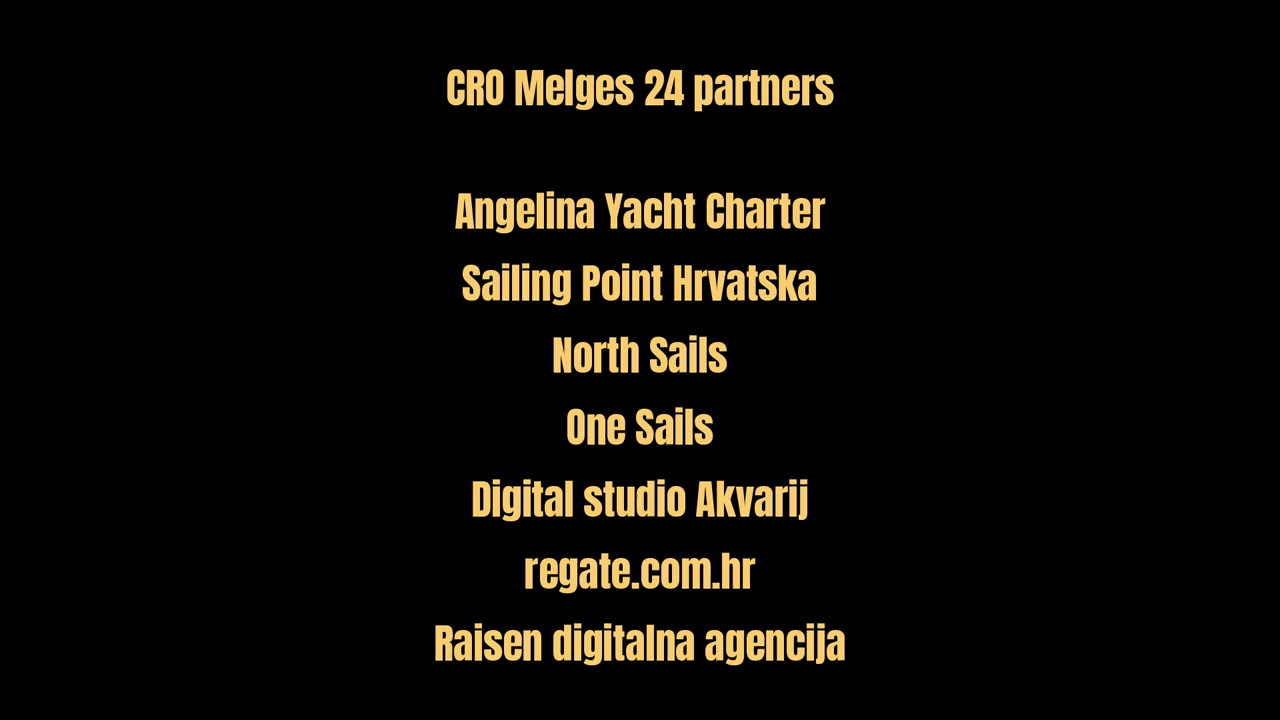 CRO Melges 24 partners
Angelina Yacht Charter
Sailing Point Hrvatska
North Sails
One Sails
Digital studio Akvarij
regate.com.hr
Raisen digitalna agencija